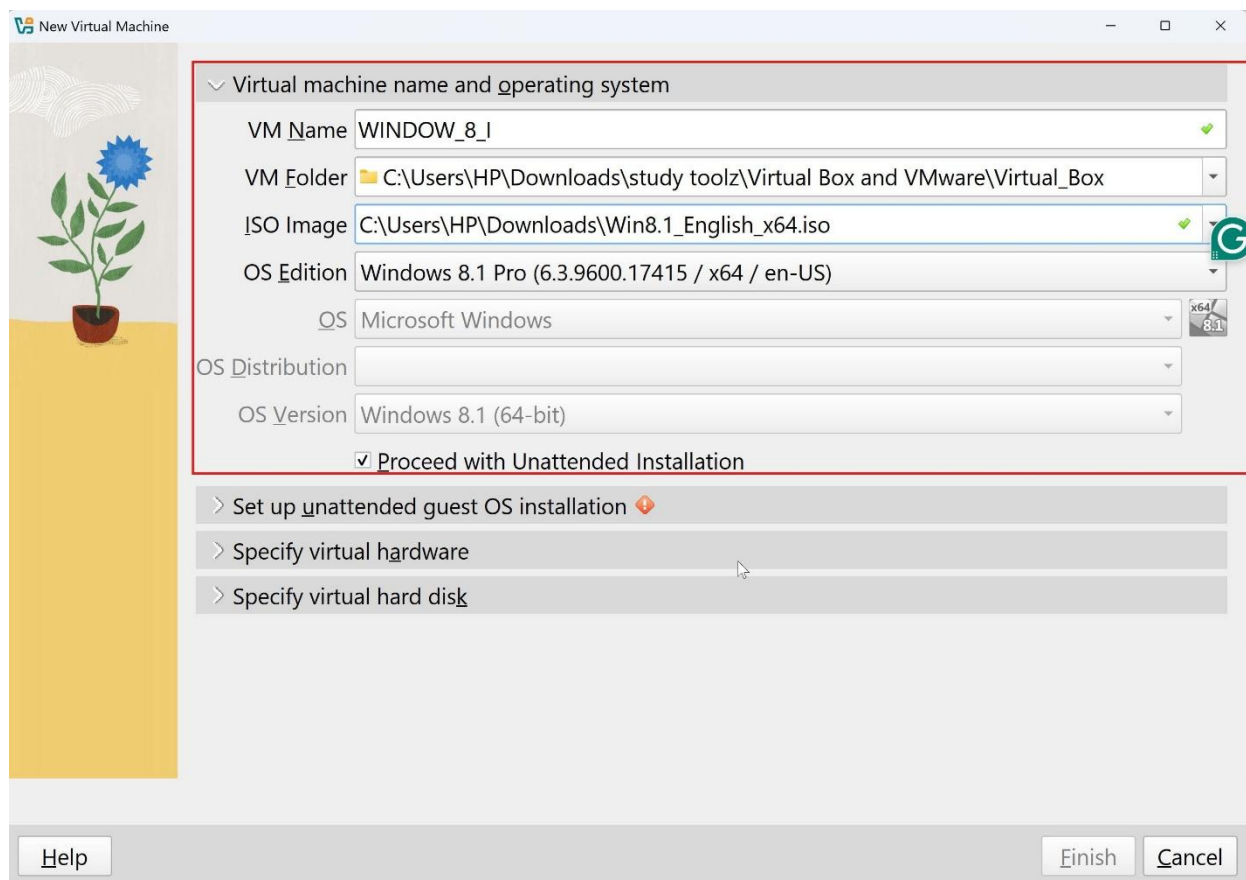 New Virtual Machine
Virtual machine name and operating system
VM Name WINDOW_8_I
VM Folder C:\Users\HP\Downloads\study toolz\Virtual Box and VMware\Virtual_Box
ISO Image C:\Users\HP\Downloads\Win8.1_English_x64.iso
OS Edition Windows 8.1 Pro (6.3.9600.17415 / x64 / en-US)
OS Microsoft Windows x64 8.1
OS Distribution
OS Version Windows 8.1 (64-bit)
Proceed with Unattended Installation
Set up unattended guest OS installation
Specify virtual hardware
Specify virtual hard disk
Help Finish Cancel